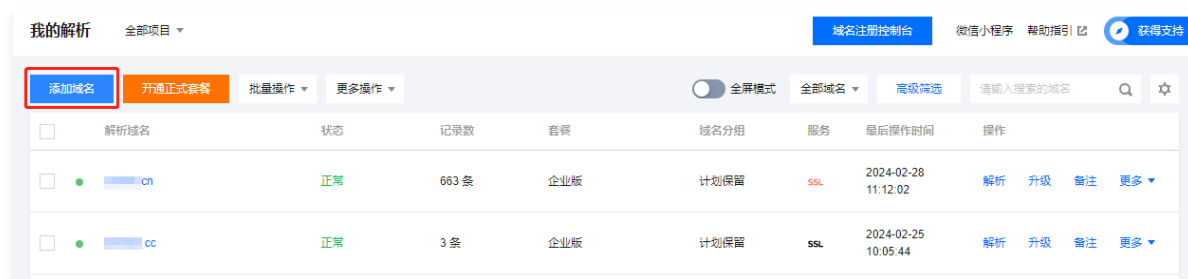 我的解析 全部项目 域名注册控制台 微信小程序 帮助指引 获得支持
添加域名 开通正式套餐 批量操作 更多操作 全屏模式 全部域名 高级筛选 请输入搜索的域名
解析域名 状态 记录数 套餐 域名分组 服务 最后操作时间 操作
cn 正常 663 条 企业版 计划保留 SSL 2024-02-28 11:12:02 解析 升级 备注 更多
cc 正常 3 条 企业版 计划保留 SSL 2024-02-25 10:05:44 解析 升级 备注 更多